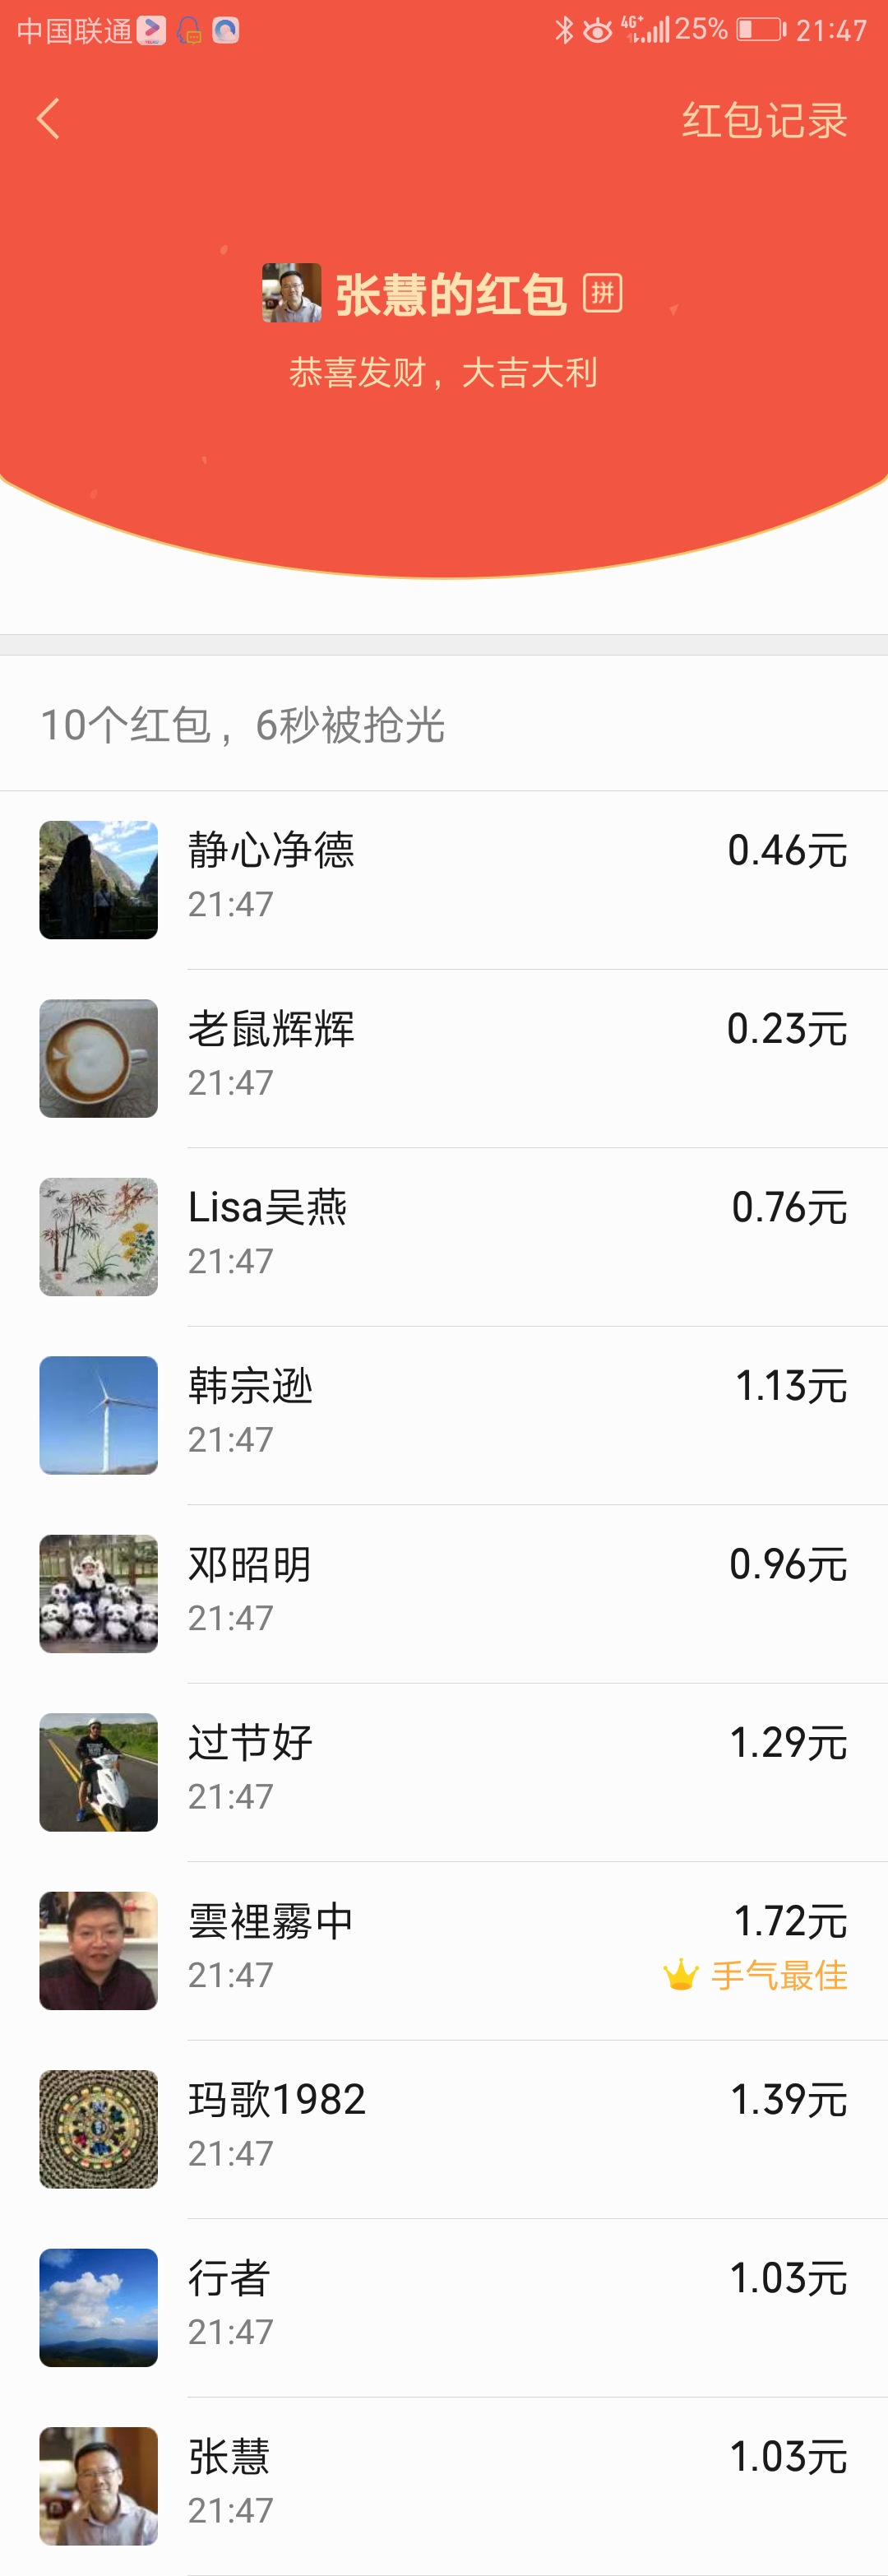 中国联通 4G+ 25% 21:47
红包记录
张慧的红包 拼
恭喜发财，大吉大利
10个红包，6秒被抢光
静心净德 0.46元
21:47
老鼠辉辉 0.23元
21:47
Lisa吴燕 0.76元
21:47
韩宗逊 1.13元
21:47
邓昭明 0.96元
21:47
过节好 1.29元
21:47
雲裡霧中 1.72元
21:47 手气最佳
玛歌1982 1.39元
21:47
行者 1.03元
21:47
张慧 1.03元
21:47